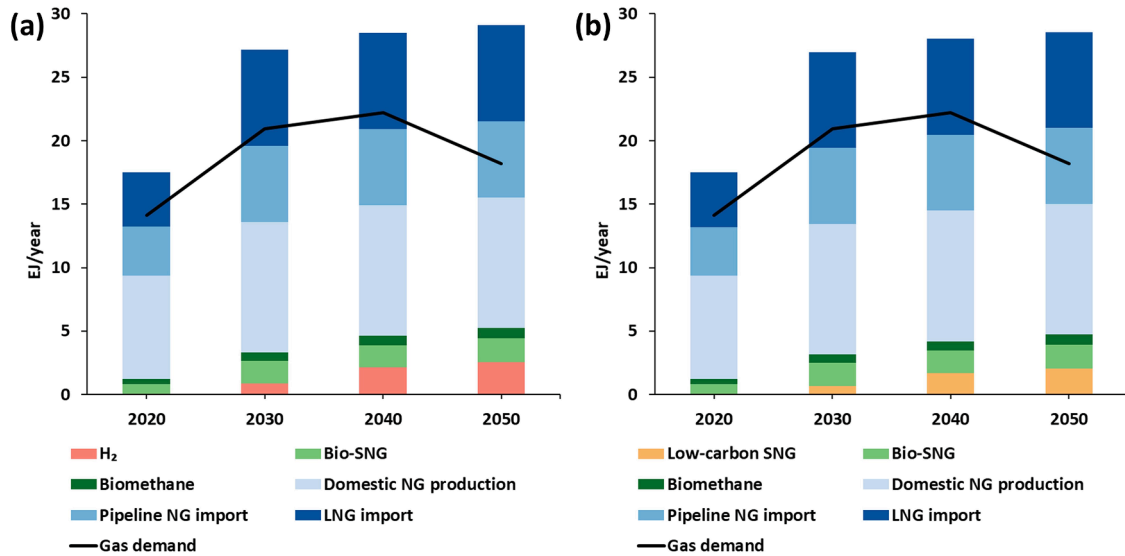 (a)
30
25
20
15
10
5
0
EJ/year
2020 2030 2040 2050
H₂ Bio-SNG
Biomethane Domestic NG production
Pipeline NG import LNG import
Gas demand
(b)
30
25
20
15
10
5
0
EJ/year
2020 2030 2040 2050
Low-carbon SNG Bio-SNG
Biomethane Domestic NG production
Pipeline NG import LNG import
Gas demand